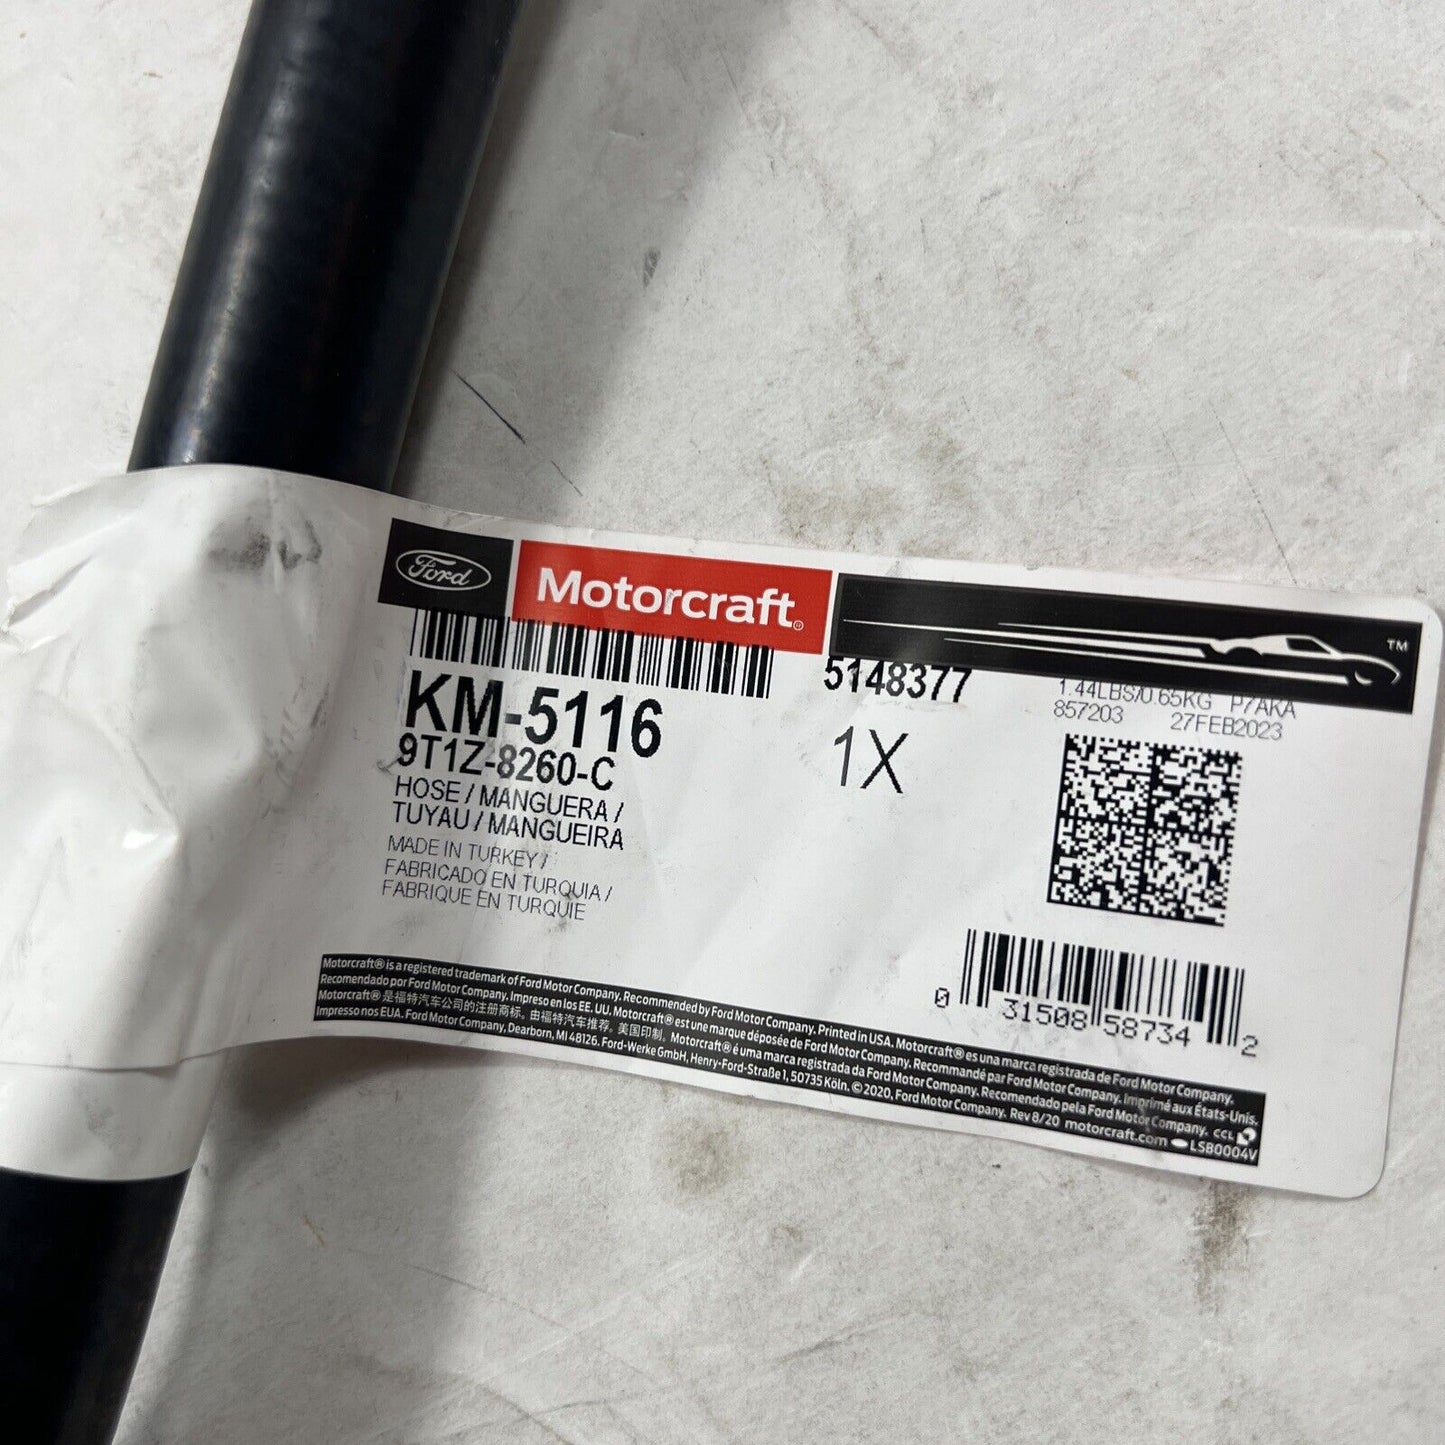 Ford
Motorcraft®
TM
5148377
1.44LBS/0.65KG P7AKA
857203 27FEB2023
KM-5116
9T1Z-8260-C
1X
HOSE / MANGUERA /
TUYAU / MANGUEIRA
MADE IN TURKEY /
FABRICADO EN TURQUIA /
FABRIQUE EN TURQUIE
0 31508 58734 2
Motorcraft® is a registered trademark of Ford Motor Company. Recommended by Ford Motor Company. Printed in USA. Motorcraft® es una marca registrada de Ford Motor Company.
Recomendado por Ford Motor Company. Impreso en los EE. UU. Motorcraft® est une marque déposée de Ford Motor Company. Recommandé par Ford Motor Company. Imprimé aux États-Unis.
Motorcraft® 是福特汽车公司的注册商标。由福特汽车推荐。美国印制。Motorcraft® é uma marca registrada da Ford Motor Company. Recomendado pela Ford Motor Company. CCL
Impresso nos EUA. Ford Motor Company, Dearborn, MI 48126. Ford-Werke GmbH, Henry-Ford-Straße 1, 50735 Köln. © 2020, Ford Motor Company. Rev 8/20 motorcraft.com LSB0004V